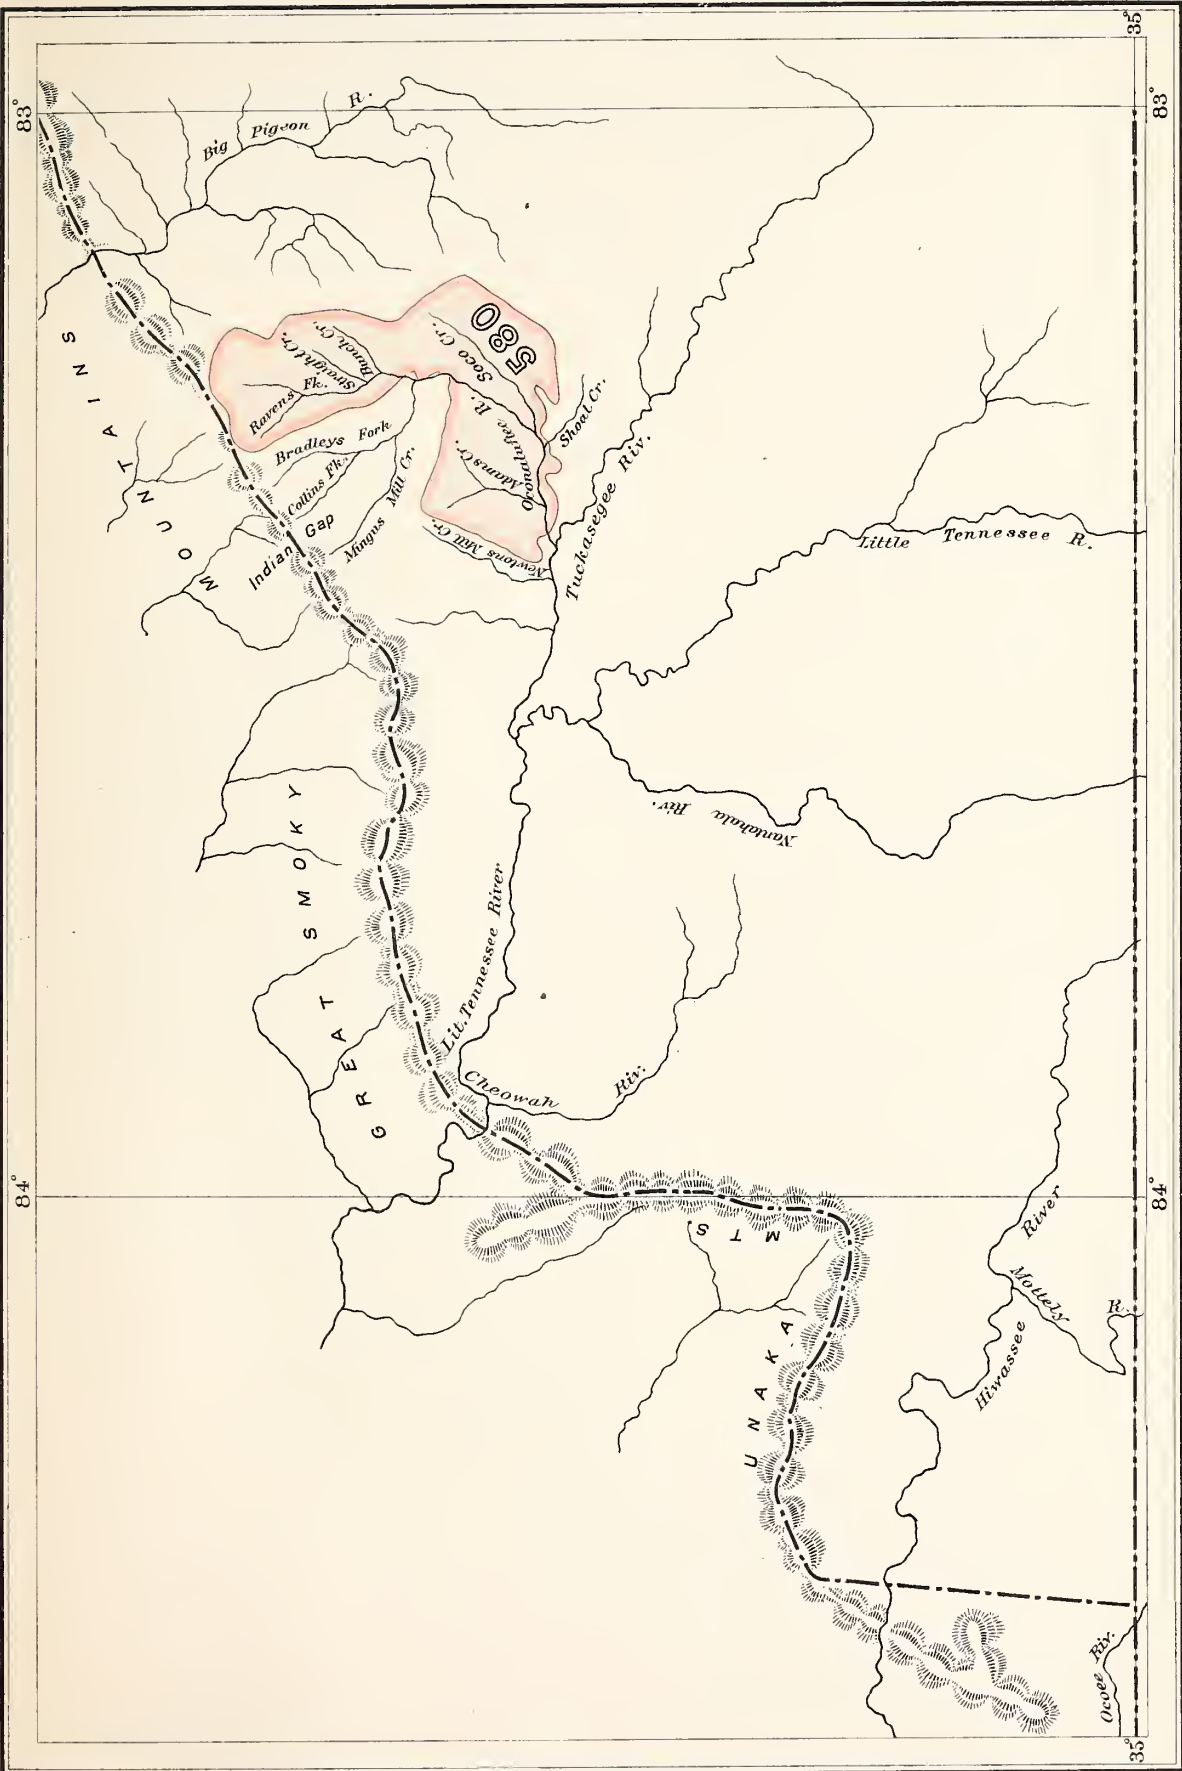 83°
35°
83°
Big Pigeon R.
GREAT SMOKY MOUNTAINS
580
Soco Cr.
Bunch Cr.
Straight Cr.
Ravens Fk.
Bradleys Fork
Collins Fk.
Indian Gap
Mingus Mill Cr.
Oconaluftee R.
Adams Cr.
Shoal Cr.
Newtons Mill Cr.
Tuckasegee Riv.
Little Tennessee R.
Nantahala Riv.
Lit. Tennessee River
Cheowah Riv.
84°
84°
UNAKA MTS.
River
Mottely R.
Hiwassee
Ocoee Riv.
35°